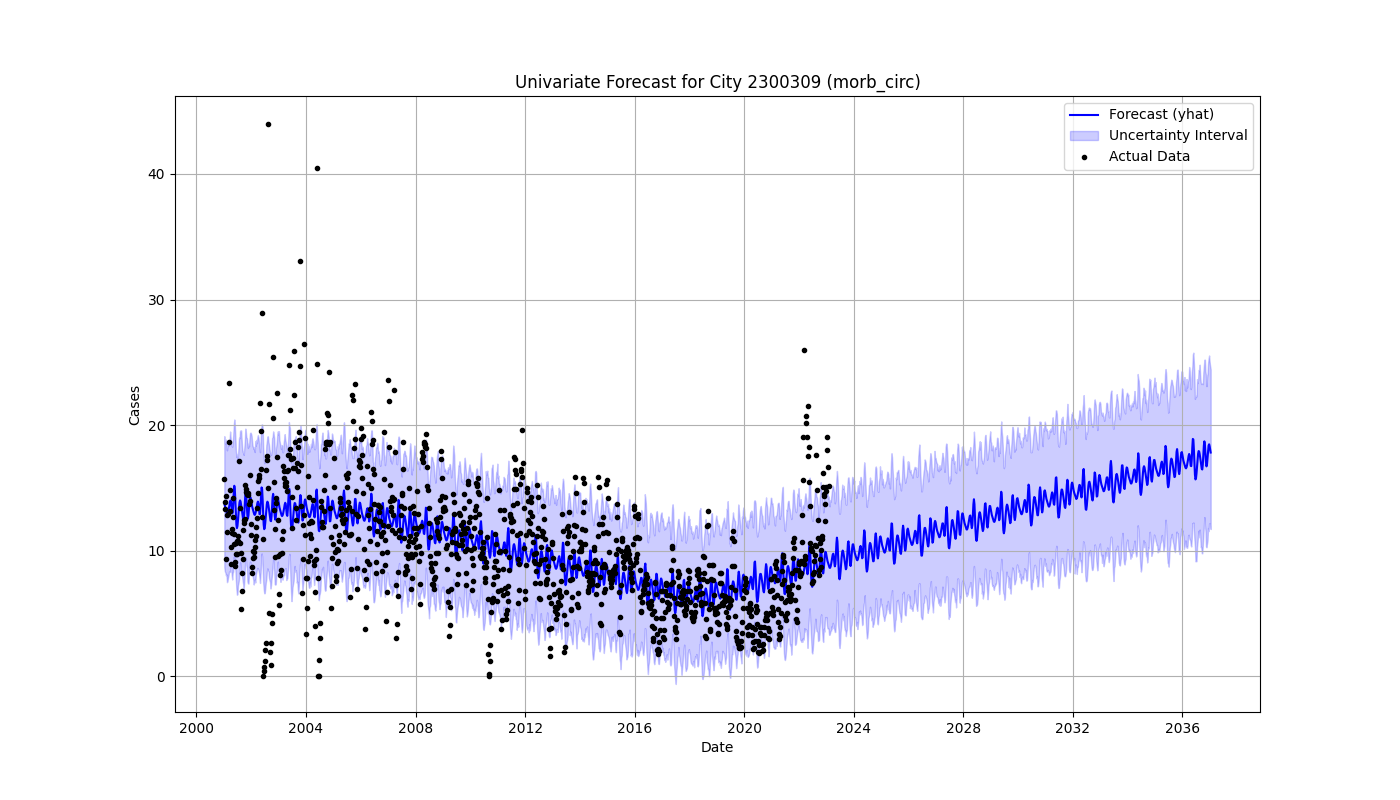 Univariate Forecast for City 2300309 (morb_circ)
Forecast (yhat)
Uncertainty Interval
Actual Data
Cases
40
30
20
10
0
2000 2004 2008 2012 2016 2020 2024 2028 2032 2036
Date